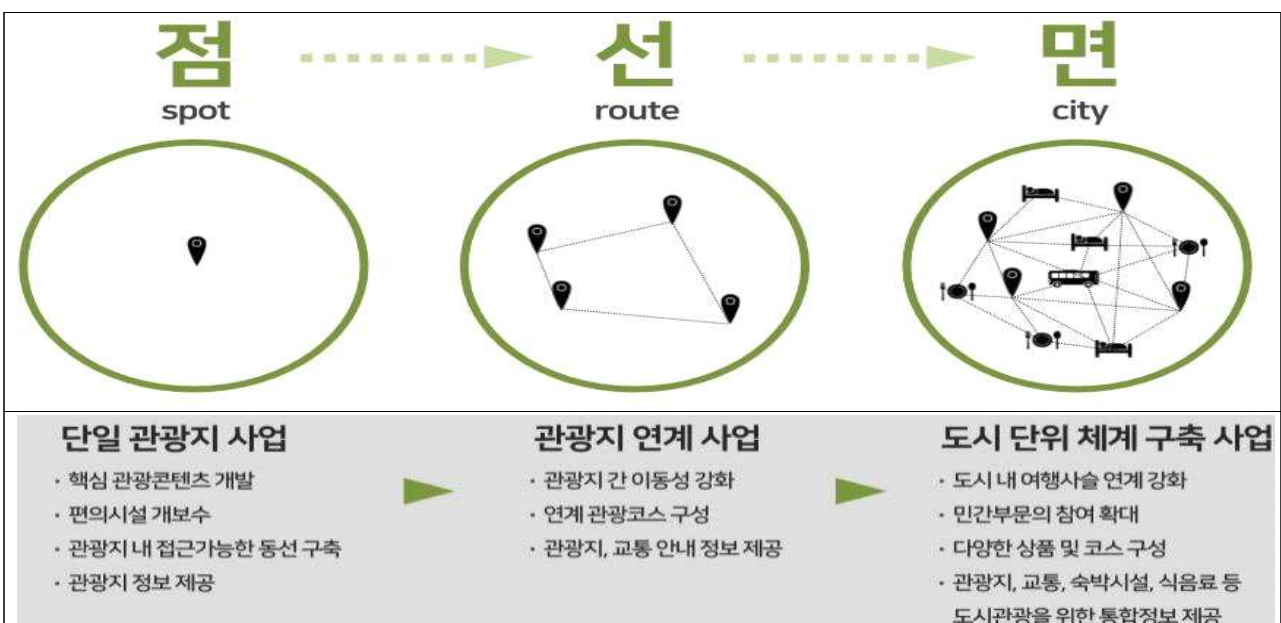 점
spot
선
route
면
city
단일 관광지 사업
· 핵심 관광콘텐츠 개발
· 편의시설 개보수
· 관광지 내 접근가능한 동선 구축
· 관광지 정보 제공
관광지 연계 사업
· 관광지 간 이동성 강화
· 연계 관광코스 구성
· 관광지, 교통 안내 정보 제공
도시 단위 체계 구축 사업
· 도시 내 여행사슬 연계 강화
· 민간부문의 참여 확대
· 다양한 상품 및 코스 구성
· 관광지, 교통, 숙박시설, 식음료 등
도시관광을 위한 통합정보 제공